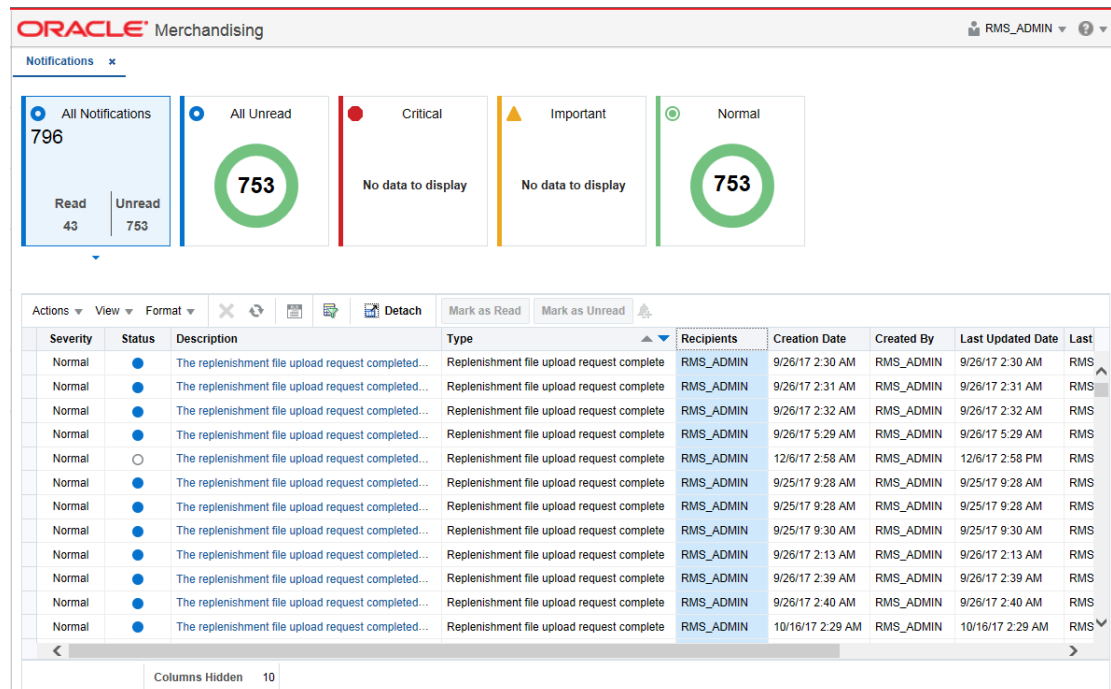 ORACLE® Merchandising
RMS_ADMIN
Notifications ×
All Notifications
796
Read Unread
43 753
All Unread
753
Critical
No data to display
Important
No data to display
Normal
753
Actions View Format Detach Mark as Read Mark as Unread
Severity Status Description Type Recipients Creation Date Created By Last Updated Date Last
Normal The replenishment file upload request completed... Replenishment file upload request complete RMS_ADMIN 9/26/17 2:30 AM RMS_ADMIN 9/26/17 2:30 AM RMS
Normal The replenishment file upload request completed... Replenishment file upload request complete RMS_ADMIN 9/26/17 2:31 AM RMS_ADMIN 9/26/17 2:31 AM RMS
Normal The replenishment file upload request completed... Replenishment file upload request complete RMS_ADMIN 9/26/17 2:32 AM RMS_ADMIN 9/26/17 2:32 AM RMS
Normal The replenishment file upload request completed... Replenishment file upload request complete RMS_ADMIN 9/26/17 5:29 AM RMS_ADMIN 9/26/17 5:29 AM RMS
Normal The replenishment file upload request completed... Replenishment file upload request complete RMS_ADMIN 12/6/17 2:58 AM RMS_ADMIN 12/6/17 2:58 PM RMS
Normal The replenishment file upload request completed... Replenishment file upload request complete RMS_ADMIN 9/25/17 9:28 AM RMS_ADMIN 9/25/17 9:28 AM RMS
Normal The replenishment file upload request completed... Replenishment file upload request complete RMS_ADMIN 9/25/17 9:28 AM RMS_ADMIN 9/25/17 9:28 AM RMS
Normal The replenishment file upload request completed... Replenishment file upload request complete RMS_ADMIN 9/25/17 9:30 AM RMS_ADMIN 9/25/17 9:30 AM RMS
Normal The replenishment file upload request completed... Replenishment file upload request complete RMS_ADMIN 9/26/17 2:13 AM RMS_ADMIN 9/26/17 2:13 AM RMS
Normal The replenishment file upload request completed... Replenishment file upload request complete RMS_ADMIN 9/26/17 2:39 AM RMS_ADMIN 9/26/17 2:39 AM RMS
Normal The replenishment file upload request completed... Replenishment file upload request complete RMS_ADMIN 9/26/17 2:40 AM RMS_ADMIN 9/26/17 2:40 AM RMS
Normal The replenishment file upload request completed... Replenishment file upload request complete RMS_ADMIN 10/16/17 2:29 AM RMS_ADMIN 10/16/17 2:29 AM RMS
Columns Hidden 10